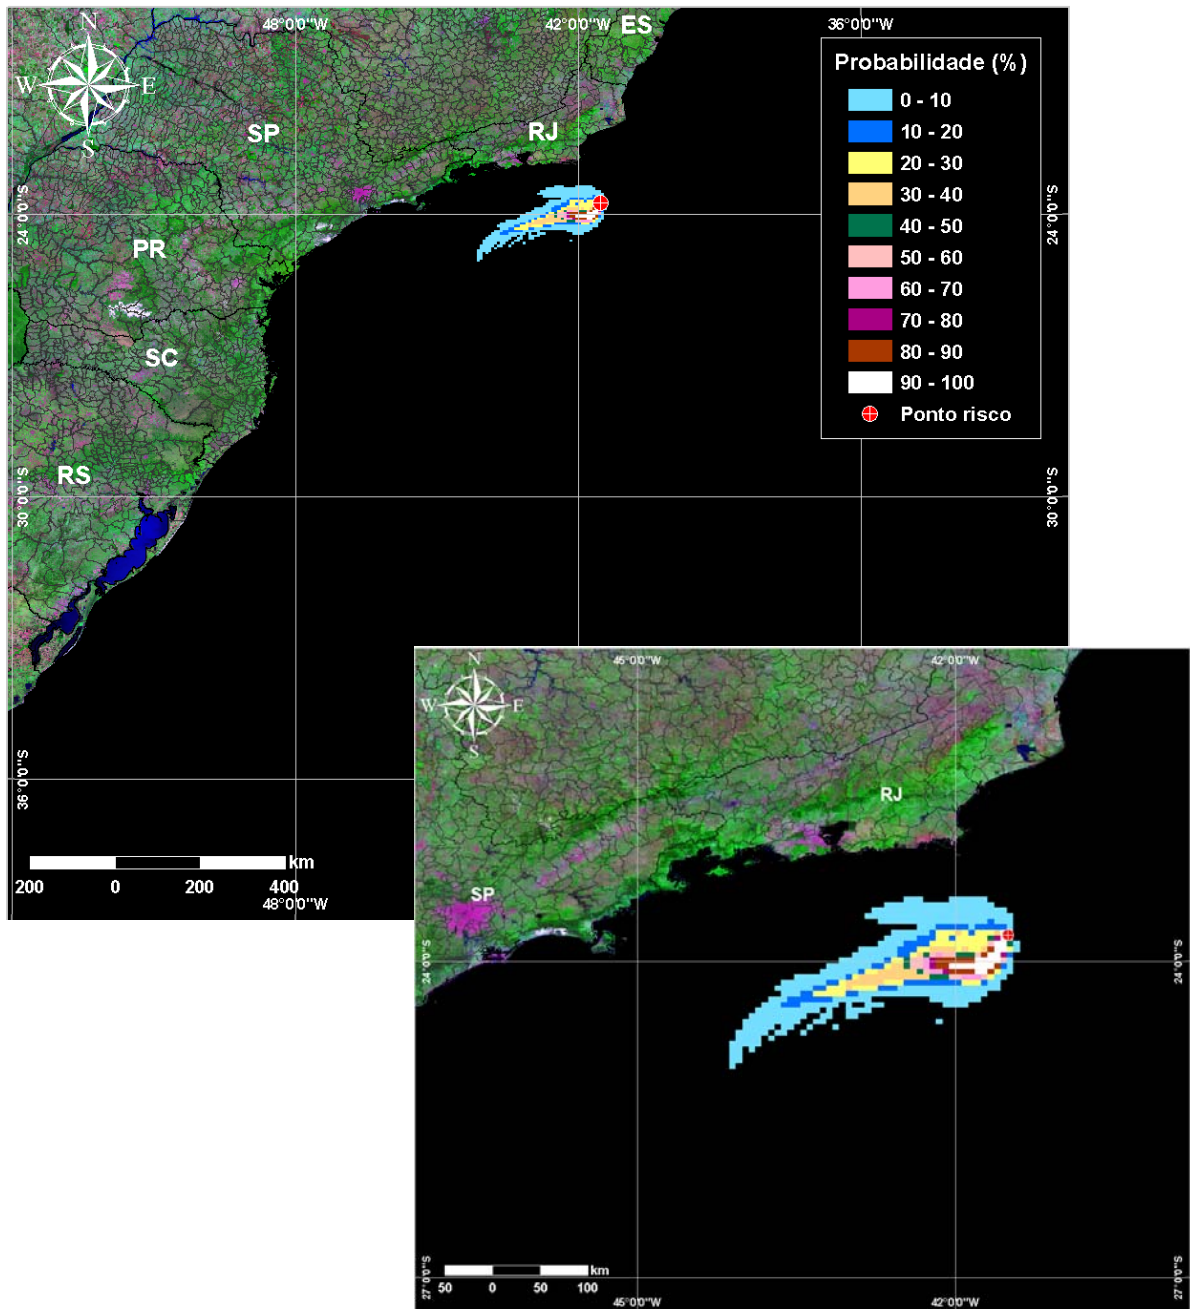 48°0'0"W
42°0'0"W
ES
36°0'0"W
N
W
E
S
SP
RJ
Probabilidade (%)
0 - 10
10 - 20
20 - 30
30 - 40
40 - 50
50 - 60
60 - 70
70 - 80
80 - 90
90 - 100
Ponto risco
24°0'0"S
24°0'0"S
PR
SC
RS
30°0'0"S
30°0'0"S
36°0'0"S
km
200 0 200 400
48°0'0"W
45°0'0"W
42°0'0"W
N
W
E
S
RJ
SP
24°0'0"S
24°0'0"S
27°0'0"S
27°0'0"S
km
50 0 50 100
45°0'0"W
42°0'0"W